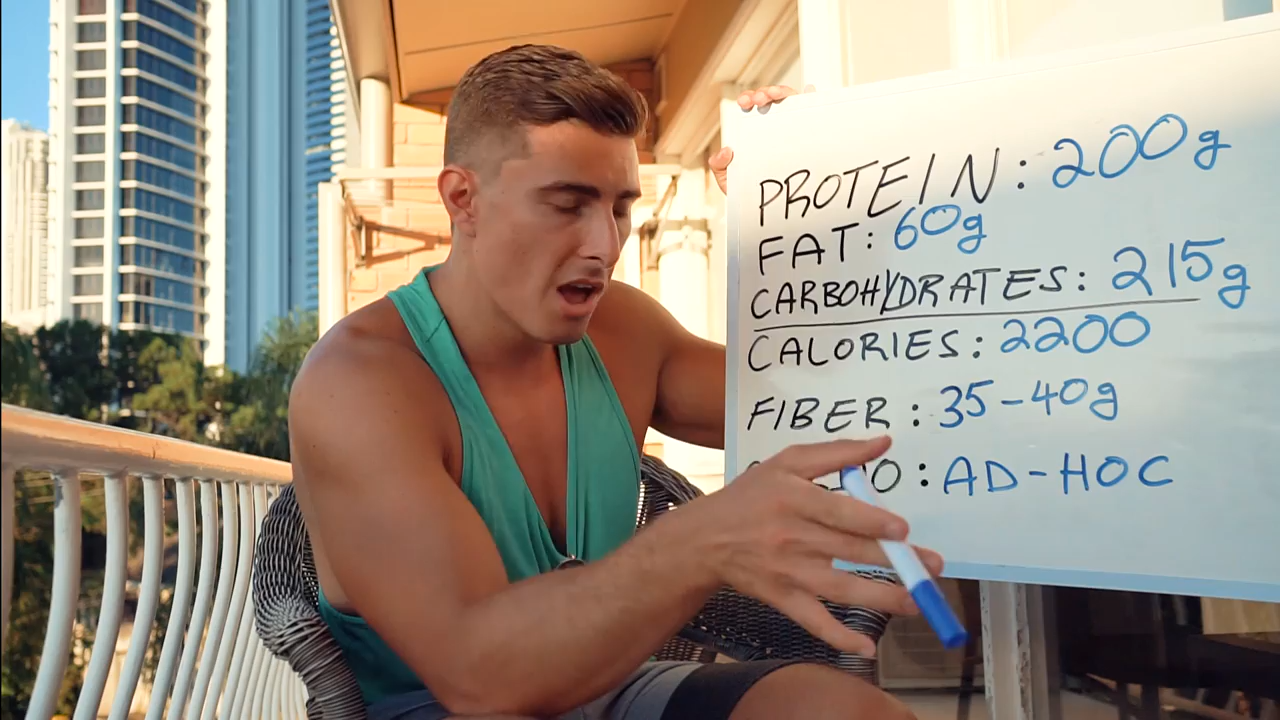 PROTEIN: 200g
FAT: 60g
CARBOHYDRATES: 215g
CALORIES: 2200
FIBER: 35-40g
: AD-HOC